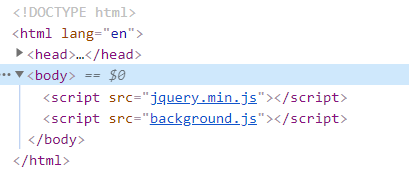 <!DOCTYPE html>
<html lang="en">
<head>…</head>
<body> == $0
<script src="jquery.min.js"></script>
<script src="background.js"></script>
</body>
</html>